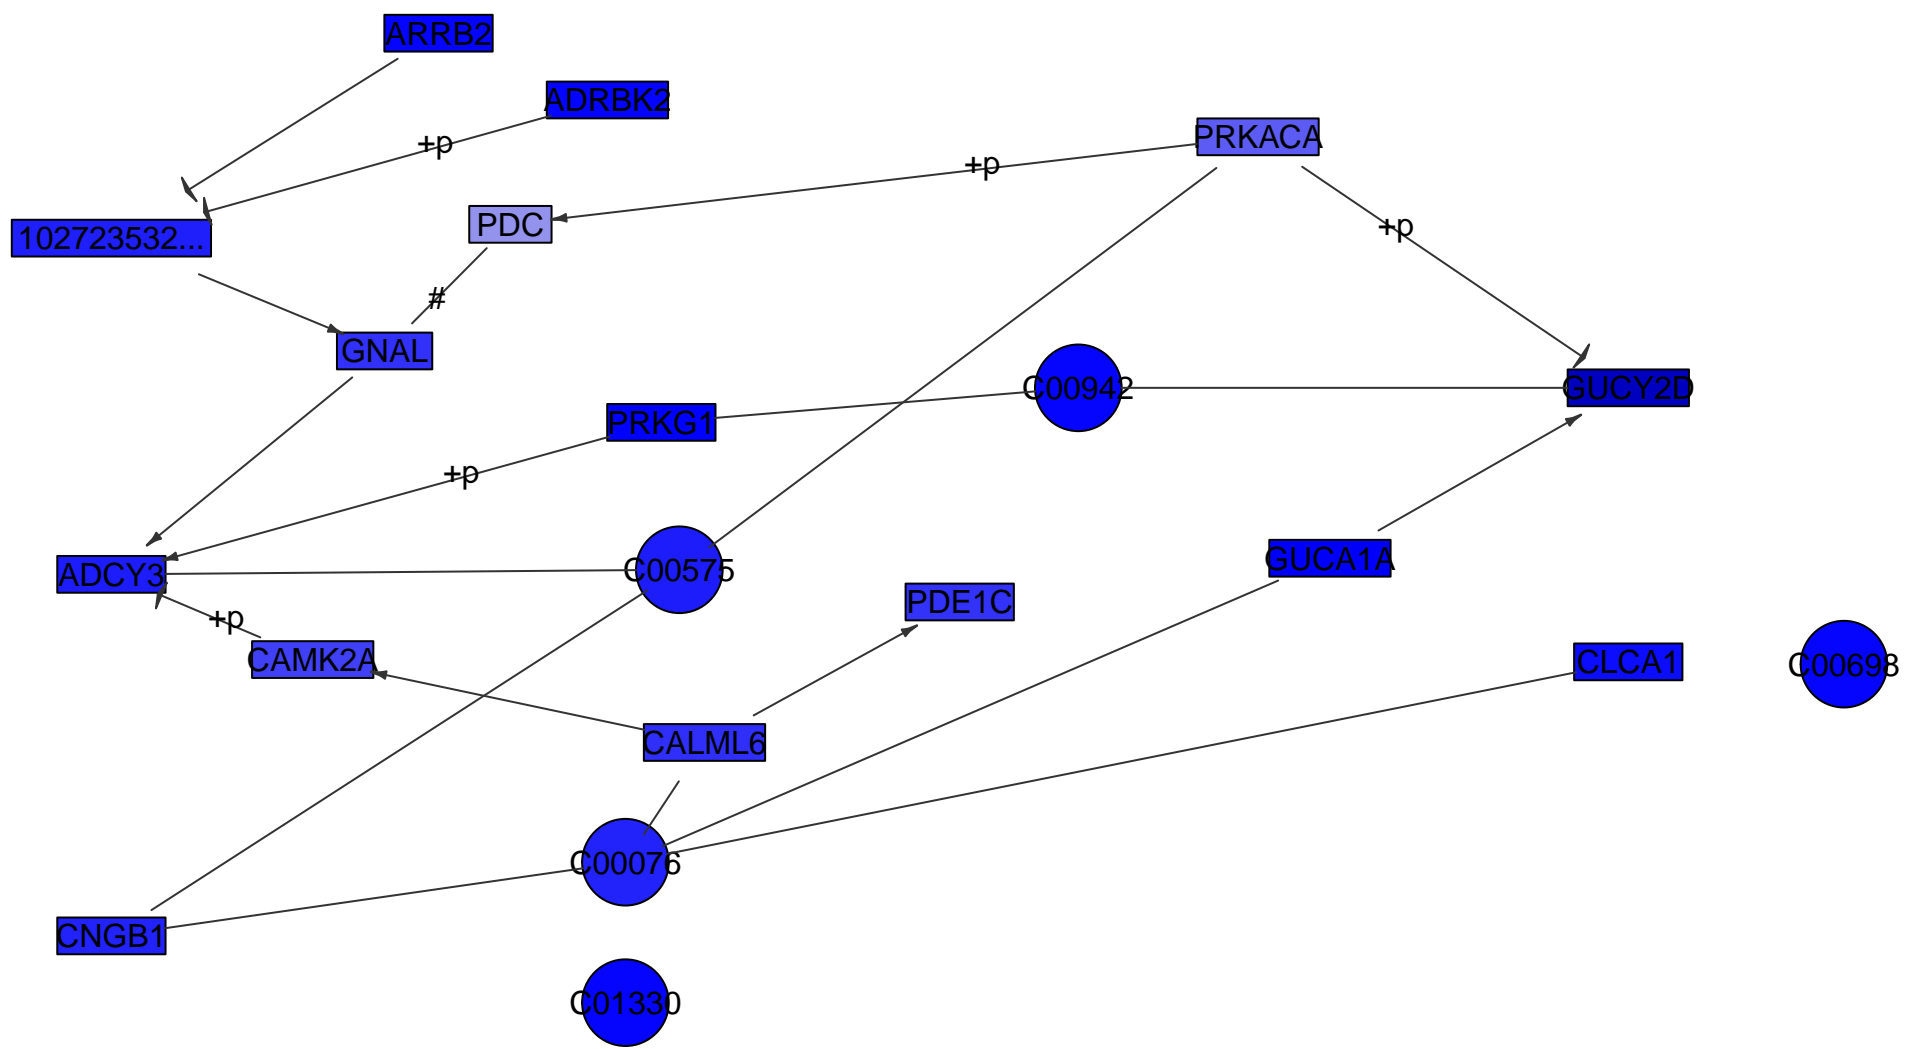 ARRB2
ADRBK2
PRKACA
+p
+p
102723532...
PDC
+p
#
GNAL
C00942
GUCY2D
PRKG1
+p
ADCY3
C00575
GUCA1A
PDE1C
+p
CAMK2A
CLCA1
C00698
CALML6
C00076
CNGB1
C01330